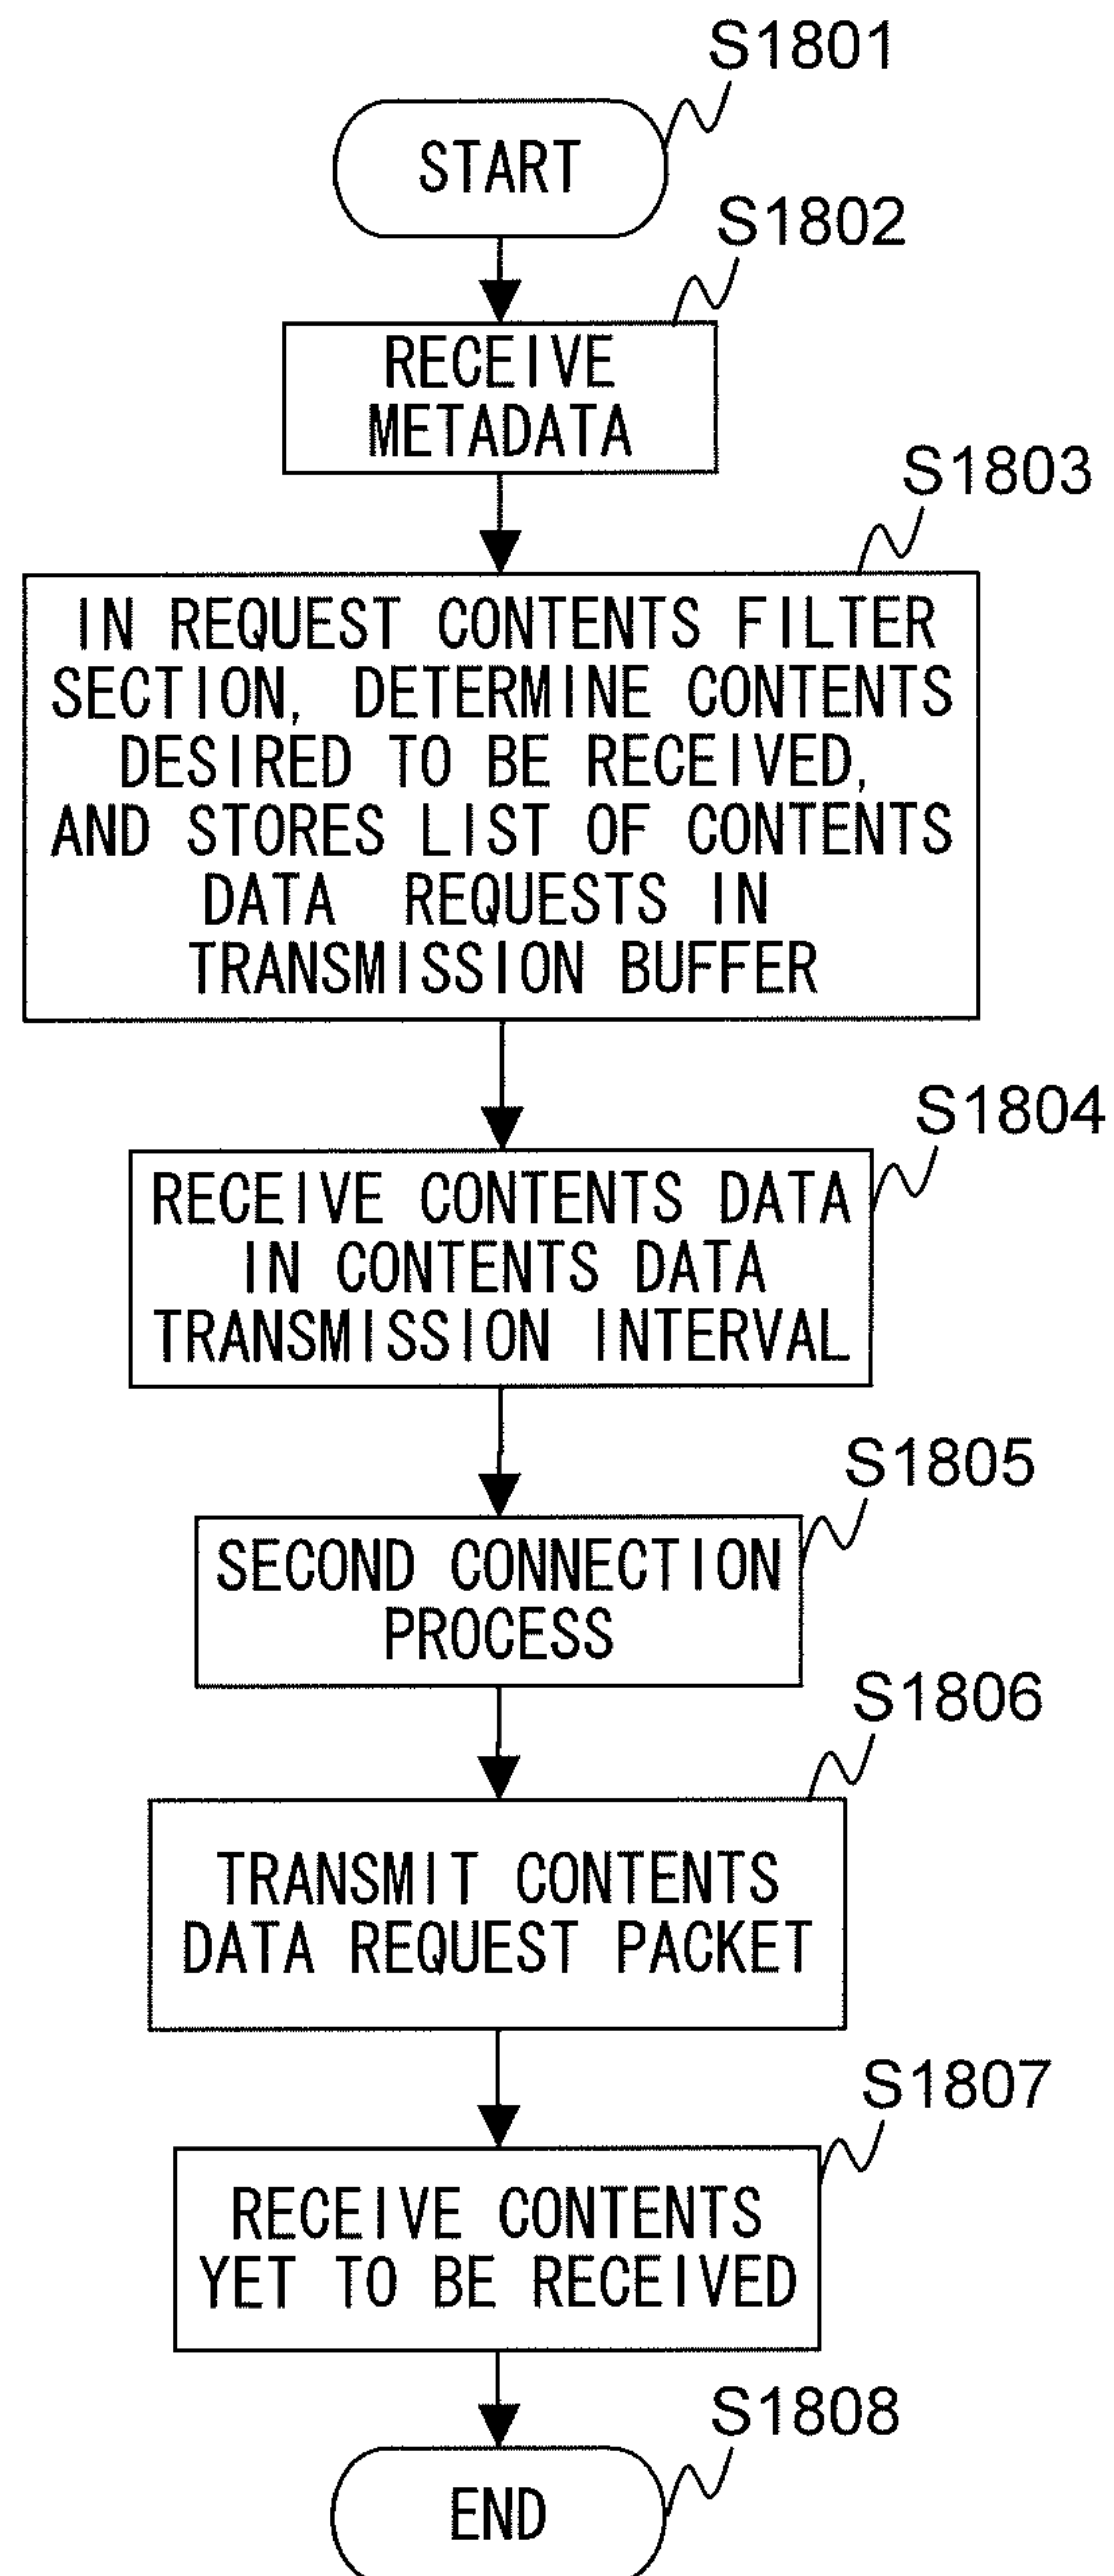 S1801
START
S1802
RECEIVE
METADATA
S1803
IN REQUEST CONTENTS FILTER
SECTION, DETERMINE CONTENTS
DESIRED TO BE RECEIVED,
AND STORES LIST OF CONTENTS
DATA REQUESTS IN
TRANSMISSION BUFFER
S1804
RECEIVE CONTENTS DATA
IN CONTENTS DATA
TRANSMISSION INTERVAL
S1805
SECOND CONNECTION
PROCESS
S1806
TRANSMIT CONTENTS
DATA REQUEST PACKET
S1807
RECEIVE CONTENTS
YET TO BE RECEIVED
S1808
END